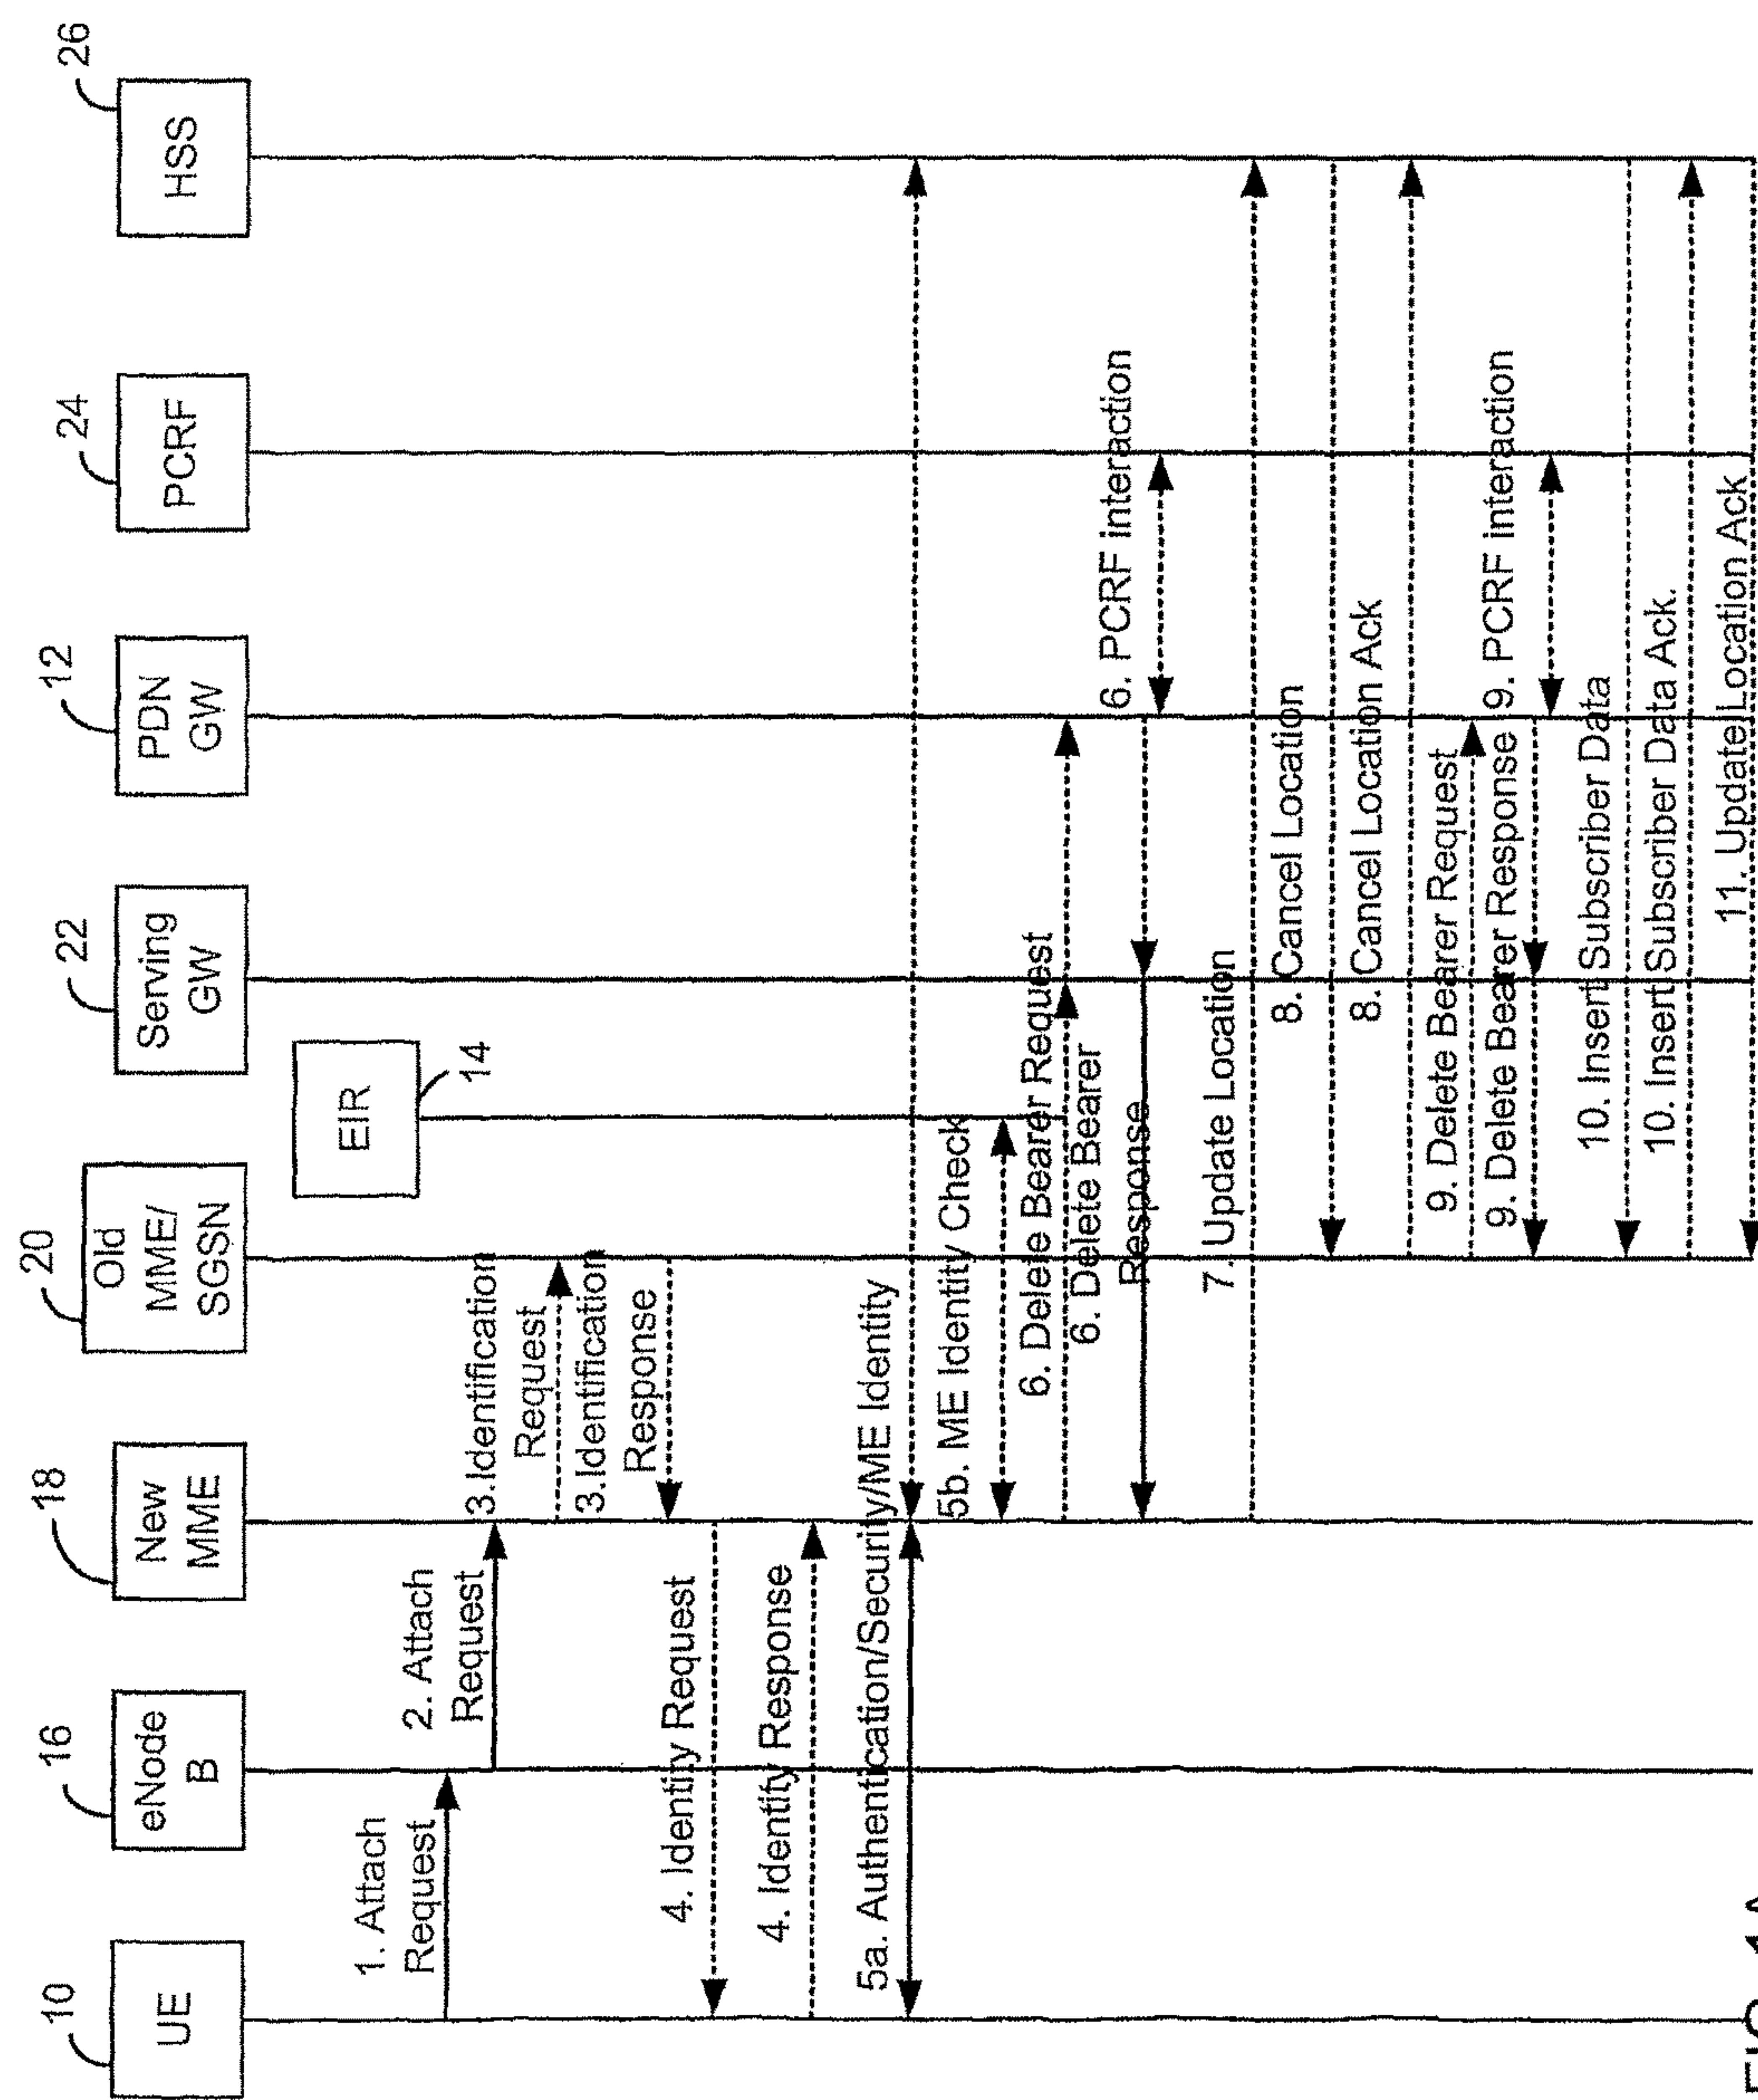 10
UE
16
eNode
B
18
New
MME
20
Old
MME/
SGSN
EIR
14
22
Serving
GW
12
PDN
GW
24
PCRF
26
HSS
1. Attach
Request
2. Attach
Request
3.Identification
Request
3.Identification
Response
4. Identity Request
4. Identity Response
5a. Authentication/Security/ME Identity
5b. ME Identity Check
6. Delete Bearer Request
6. Delete Bearer
Response
6. PCRF interaction
7. Update Location
8. Cancel Location
8. Cancel Location Ack
9. Delete Bearer Request
9. Delete Bearer Response
9. PCRF interaction
10. Insert Subscriber Data
10. Insert Subscriber Data Ack.
11. Update Location Ack
FIG. 1A